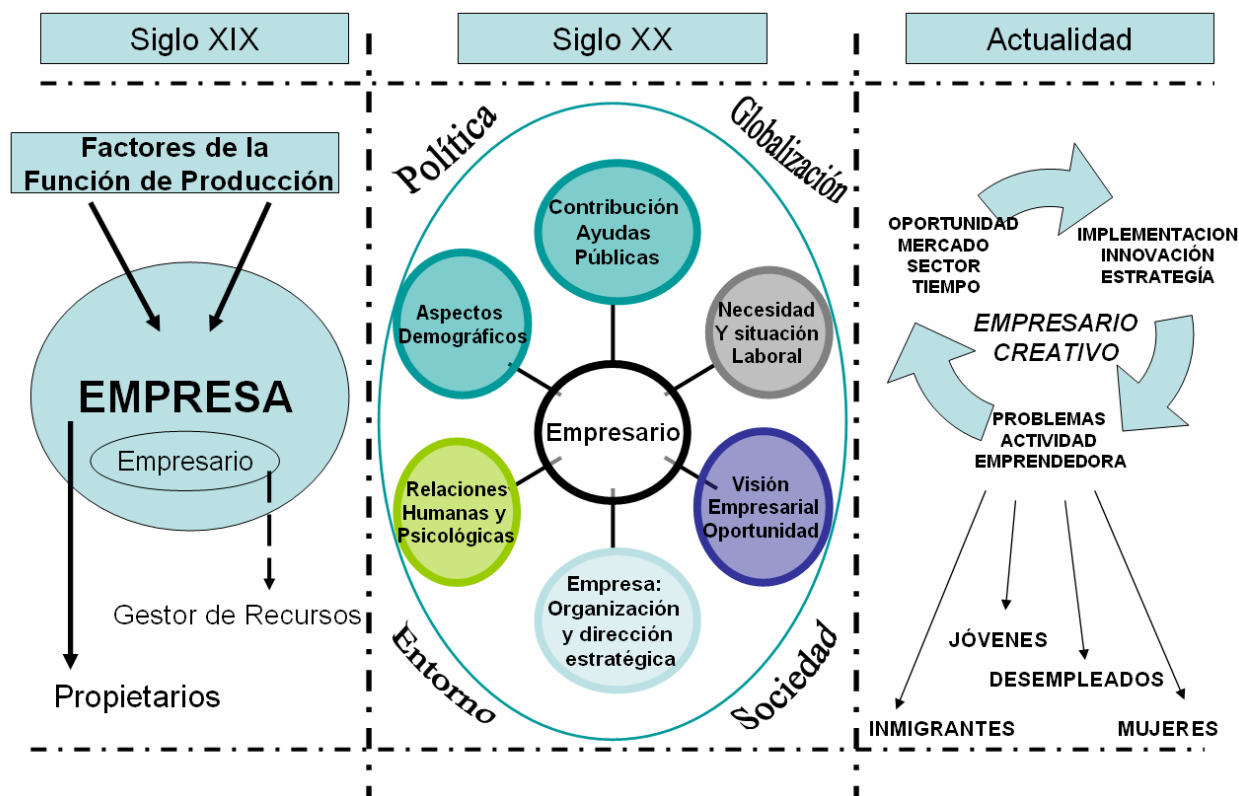 Siglo XIX
Siglo XX
Actualidad
Factores de la
Función de Producción
EMPRESA
Empresario
Gestor de Recursos
Propietarios
Política
Globalización
Contribución
Ayudas
Públicas
Aspectos
Demográficos
Necesidad
Y situación
Laboral
Empresario
Relaciones
Humanas y
Psicológicas
Visión
Empresarial
Oportunidad
Empresa:
Organización
y dirección
estratégica
Entorno
Sociedad
OPORTUNIDAD
MERCADO
SECTOR
TIEMPO
IMPLEMENTACION
INNOVACIÓN
ESTRATEGÍA
EMPRESARIO
CREATIVO
PROBLEMAS
ACTIVIDAD
EMPRENDEDORA
JÓVENES
DESEMPLEADOS
INMIGRANTES
MUJERES